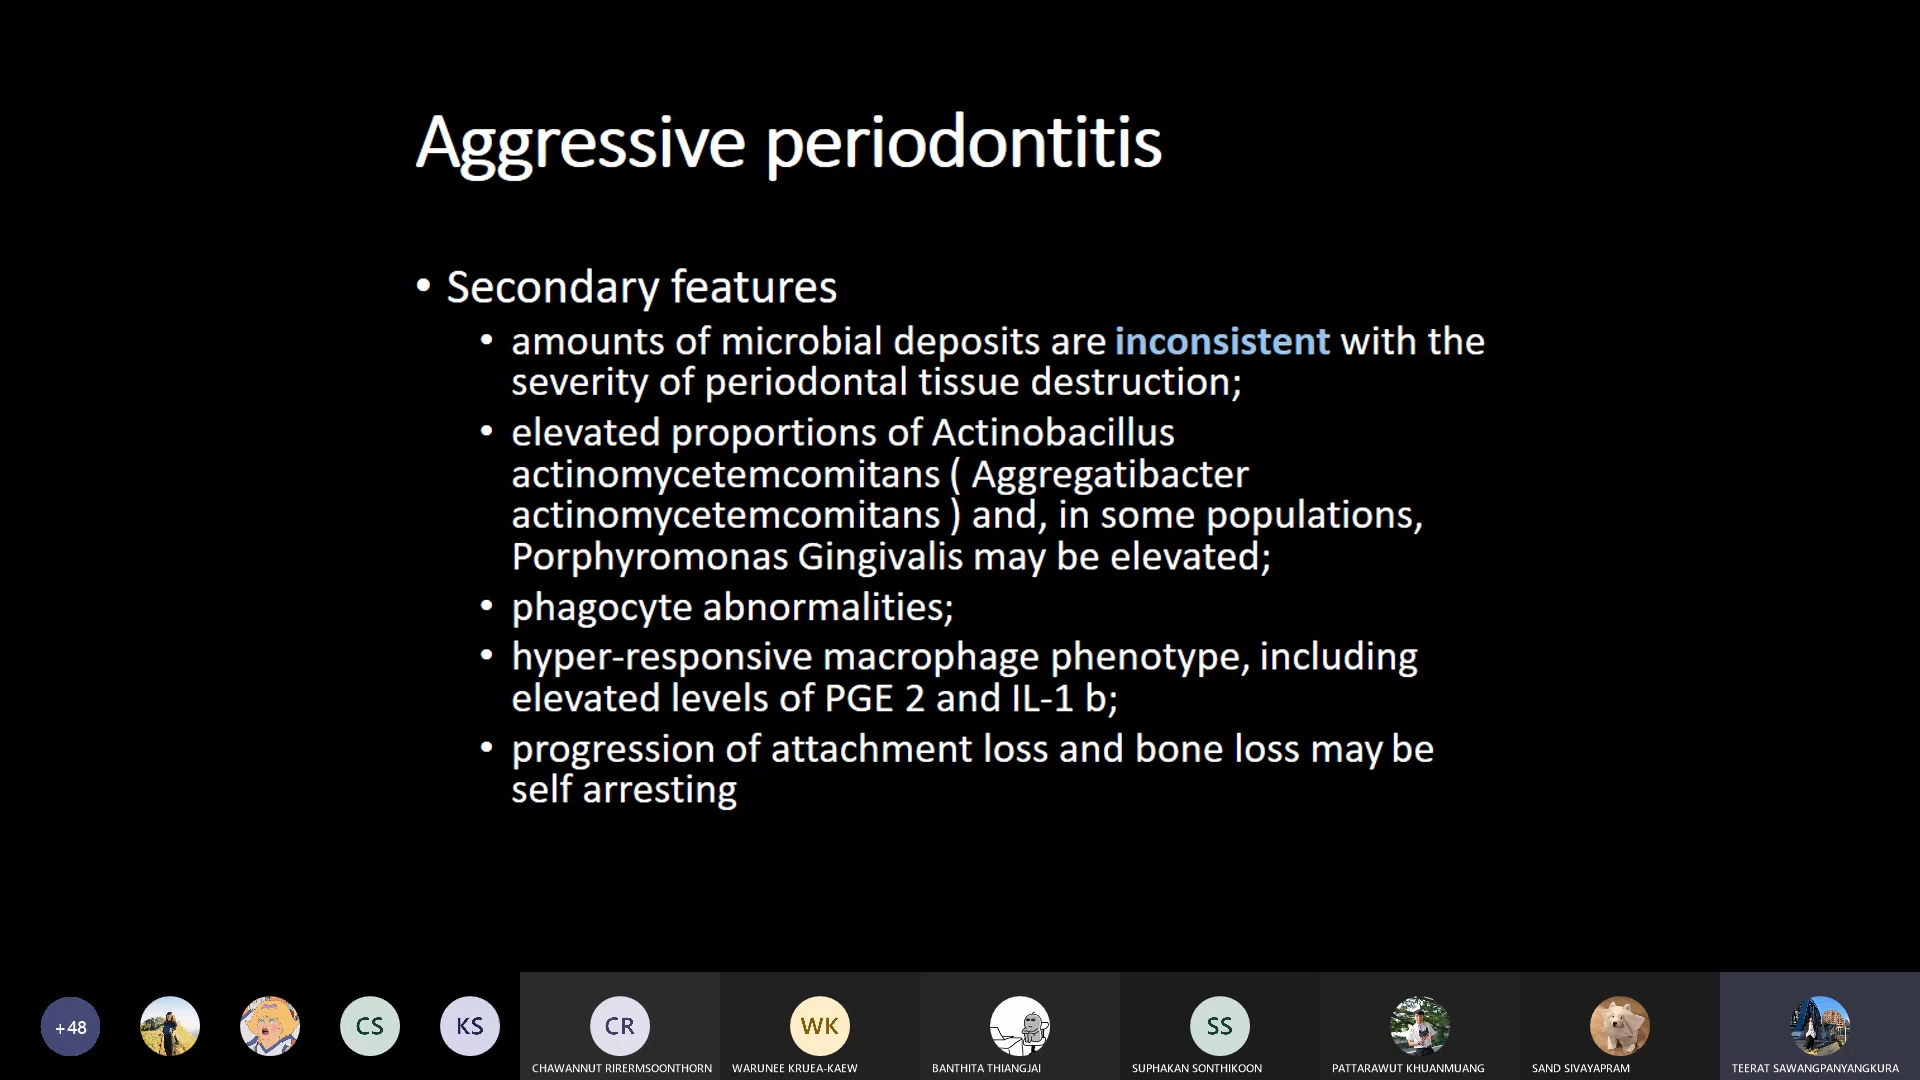 Aggressive periodontitis
• Secondary features
• amounts of microbial deposits are inconsistent with the
severity of periodontal tissue destruction;
• elevated proportions of Actinobacillus
actinomycetemcomitans ( Aggregatibacter
actinomycetemcomitans ) and, in some populations,
Porphyromonas Gingivalis may be elevated;
• phagocyte abnormalities;
• hyper-responsive macrophage phenotype, including
elevated levels of PGE 2 and IL-1 b;
• progression of attachment loss and bone loss may be
self arresting
+48
CS
KS
CR
WK
SS
CHAWANNUT RIRERMSOONTHORN
WARUNEE KRUEA-KAEW
BANTHITA THIANGJAI
SUPHAKAN SONTHIKOON
PATTARAWUT KHUANMUANG
SAND SIVAYAPRAM
TEERAT SAWANGPANYANGKURA